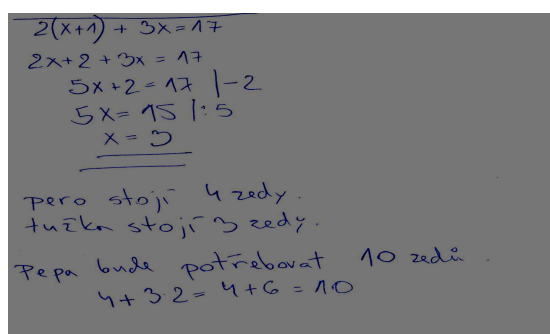 2(x+1) + 3x = 17
2x+2 + 3x = 17
5x+2 = 17 |-2
5x = 15 |:5
x = 3
pero stojí 4 zedy.
tužka stojí 3 zedy.
Pepa bude potřebovat 10 zedů.
4+3·2 = 4+6 = 10